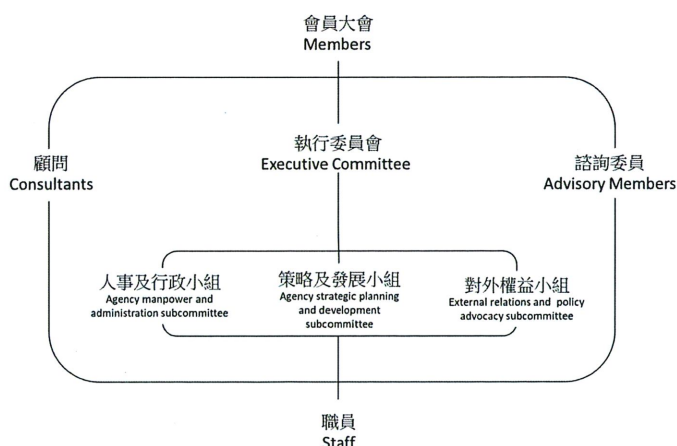 會員大會
Members
執行委員會
Executive Committee
顧問
Consultants
諮詢委員
Advisory Members
人事及行政小組
Agency manpower and
administration subcommittee
策略及發展小組
Agency strategic planning
and development
subcommittee
對外權益小組
External relations and policy
advocacy subcommittee
職員
Staff